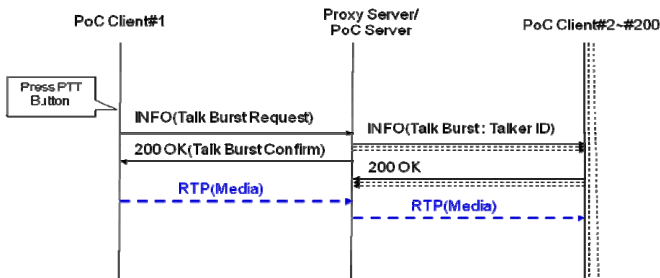 PoC Client#1
Proxy Server/
PoC Server
PoC Client#2~#200
Press PTT
Button
INFO(Talk Burst Request)
INFO(Talk Burst : Talker ID)
200 OK(Talk Burst Confirm)
200 OK
RTP(Media)
RTP(Media)